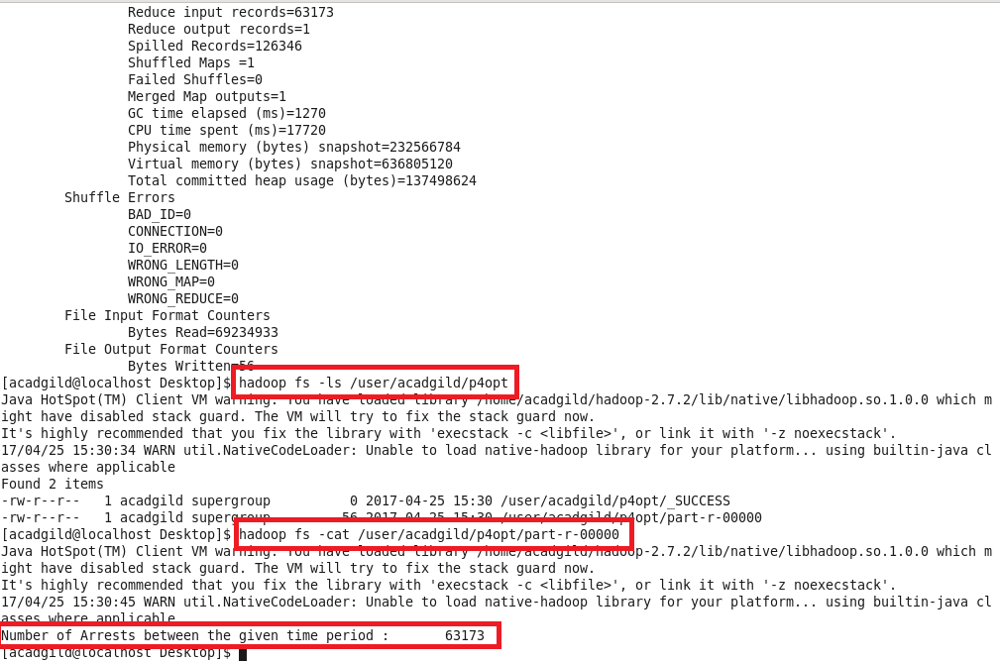 Reduce input records=63173
Reduce output records=1
Spilled Records=126346
Shuffled Maps =1
Failed Shuffles=0
Merged Map outputs=1
GC time elapsed (ms)=1270
CPU time spent (ms)=17720
Physical memory (bytes) snapshot=232566784
Virtual memory (bytes) snapshot=636805120
Total committed heap usage (bytes)=137498624
Shuffle Errors
BAD_ID=0
CONNECTION=0
IO_ERROR=0
WRONG_LENGTH=0
WRONG_MAP=0
WRONG_REDUCE=0
File Input Format Counters
Bytes Read=69234933
File Output Format Counters
Bytes Written=56
[acadgild@localhost Desktop]$ hadoop fs -ls /user/acadgild/p4opt
Java HotSpot(TM) Client VM warning: You have loaded library /home/acadgild/hadoop-2.7.2/lib/native/libhadoop.so.1.0.0 which m
ight have disabled stack guard. The VM will try to fix the stack guard now.
It's highly recommended that you fix the library with 'execstack -c <libfile>', or link it with '-z noexecstack'.
17/04/25 15:30:34 WARN util.NativeCodeLoader: Unable to load native-hadoop library for your platform... using builtin-java cl
asses where applicable
Found 2 items
-rw-r--r--   1 acadgild supergroup          0 2017-04-25 15:30 /user/acadgild/p4opt/_SUCCESS
-rw-r--r--   1 acadgild supergroup         56 2017-04-25 15:30 /user/acadgild/p4opt/part-r-00000
[acadgild@localhost Desktop]$ hadoop fs -cat /user/acadgild/p4opt/part-r-00000
Java HotSpot(TM) Client VM warning: You have loaded library /home/acadgild/hadoop-2.7.2/lib/native/libhadoop.so.1.0.0 which m
ight have disabled stack guard. The VM will try to fix the stack guard now.
It's highly recommended that you fix the library with 'execstack -c <libfile>', or link it with '-z noexecstack'.
17/04/25 15:30:45 WARN util.NativeCodeLoader: Unable to load native-hadoop library for your platform... using builtin-java cl
asses where applicable
Number of Arrests between the given time period :       63173
[acadgild@localhost Desktop]$